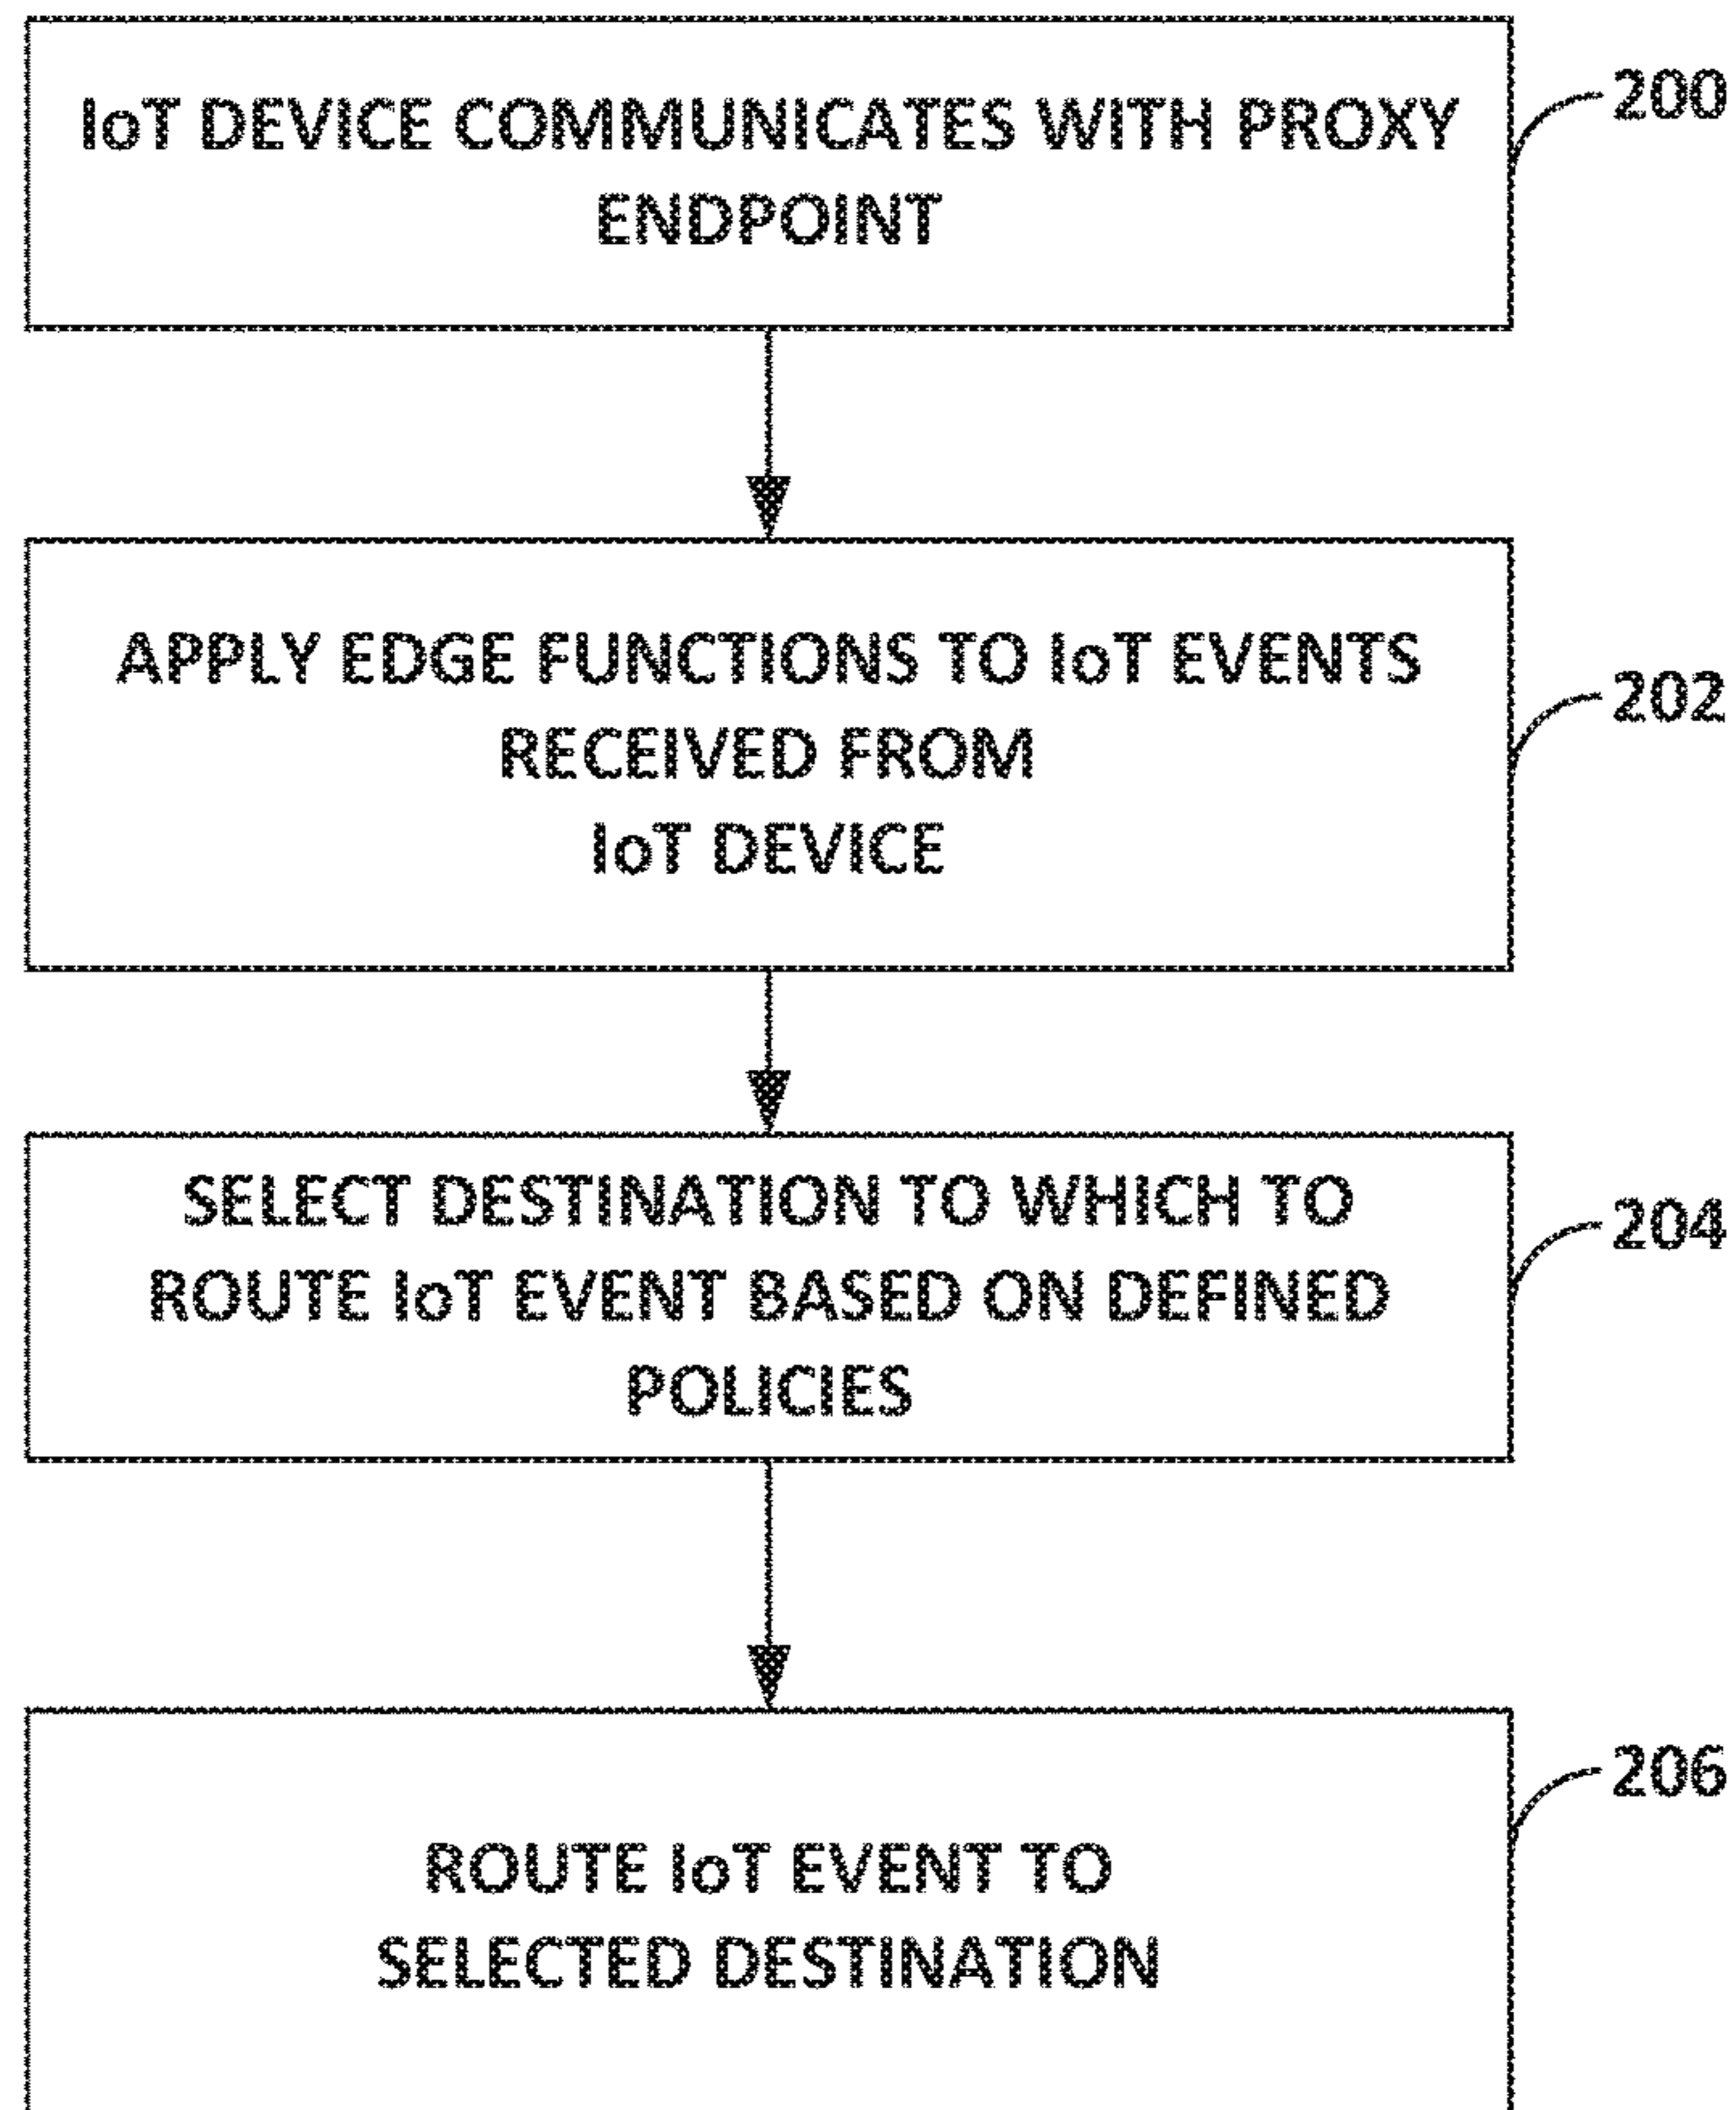 IoT DEVICE COMMUNICATES WITH PROXY
ENDPOINT
200
APPLY EDGE FUNCTIONS TO IoT EVENTS
RECEIVED FROM
IoT DEVICE
202
SELECT DESTINATION TO WHICH TO
ROUTE IoT EVENT BASED ON DEFINED
POLICIES
204
ROUTE IoT EVENT TO
SELECTED DESTINATION
206